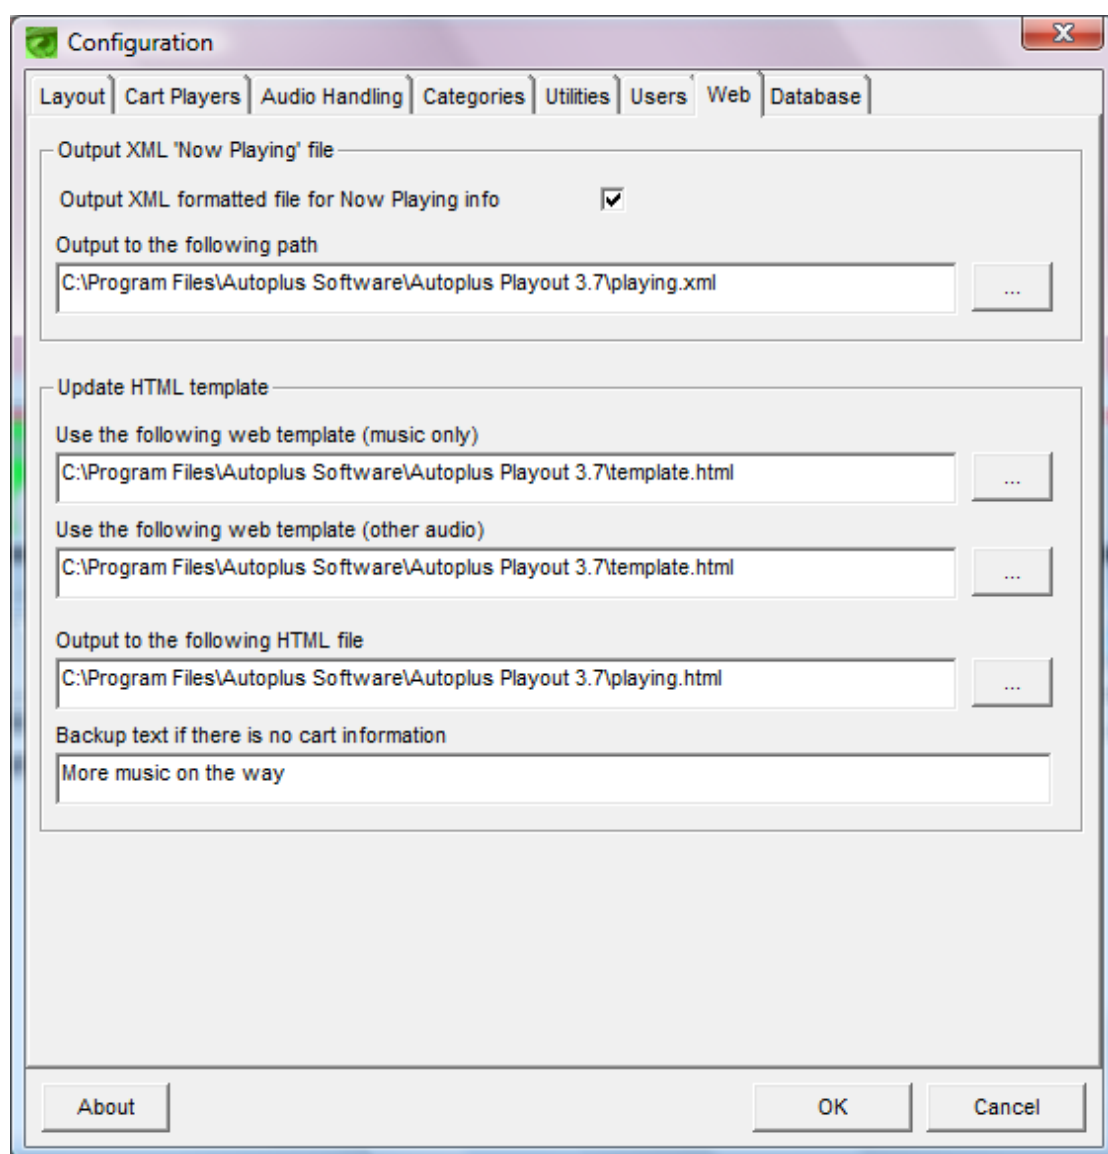 Configuration
X
Layout Cart Players Audio Handling Categories Utilities Users Web Database
Output XML 'Now Playing' file
Output XML formatted file for Now Playing info
Output to the following path
C:\Program Files\Autoplus Software\Autoplus Playout 3.7\playing.xml
...
Update HTML template
Use the following web template (music only)
C:\Program Files\Autoplus Software\Autoplus Playout 3.7\template.html
...
Use the following web template (other audio)
C:\Program Files\Autoplus Software\Autoplus Playout 3.7\template.html
...
Output to the following HTML file
C:\Program Files\Autoplus Software\Autoplus Playout 3.7\playing.html
...
Backup text if there is no cart information
More music on the way
About OK Cancel